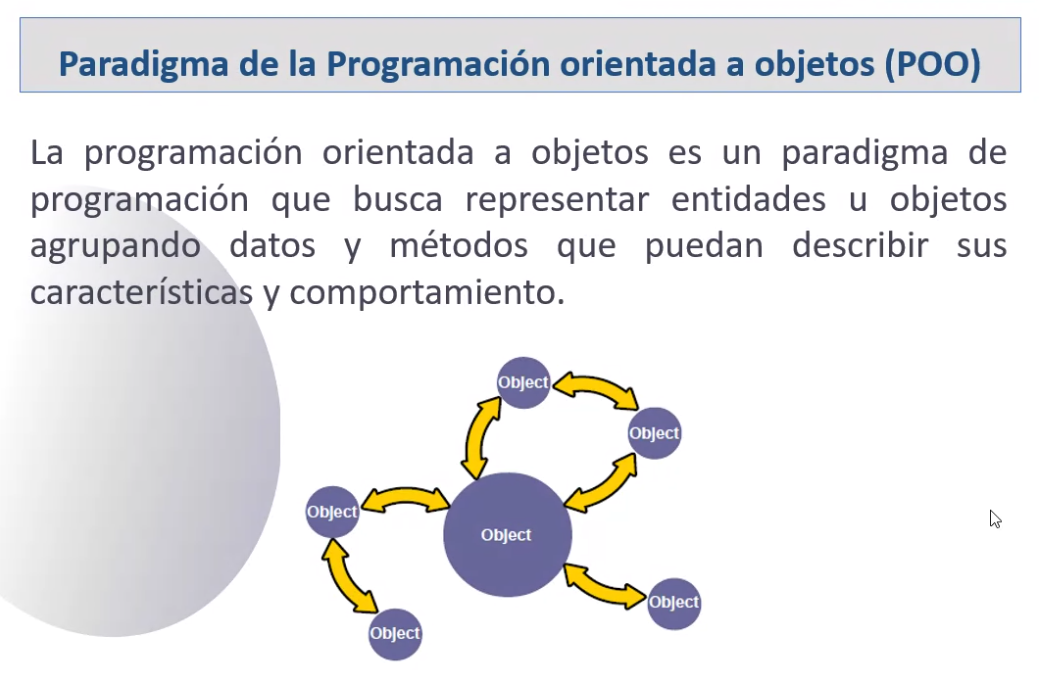 Paradigma de la Programación orientada a objetos (POO)
La programación orientada a objetos es un paradigma de
programación que busca representar entidades u objetos
agrupando datos y métodos que puedan describir sus
características y comportamiento.
Object
Object
Object
Object
Object
Object